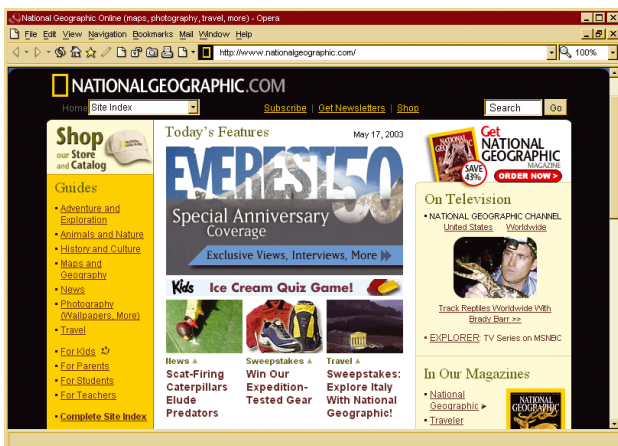 National Geographic Online (maps, photography, travel, more) - Opera
File Edit View Navigation Bookmarks Mail Window Help
http://www.nationalgeographic.com/
100%
NATIONALGEOGRAPHIC.COM
Home Site Index
Subscribe | Get Newsletters | Shop
Search Go
Shop
our Store
and Catalog
Guides
Adventure and
Exploration
Animals and Nature
History and Culture
Maps and
Geography
News
Photography
(Wallpapers, More)
Travel
For Kids
For Parents
For Students
For Teachers
Complete Site Index
Today's Features
May 17, 2003
EVEREST50
Special Anniversary
Coverage
Exclusive Views, Interviews, More
Kids Ice Cream Quiz Game!
News
Scat-Firing
Caterpillars
Elude
Predators
Sweepstakes
Win Our
Expedition-
Tested Gear
Travel
Sweepstakes:
Explore Italy
With National
Geographic!
Get
NATIONAL
GEOGRAPHIC
MAGAZINE
SAVE
43%
ORDER NOW >
On Television
NATIONAL GEOGRAPHIC CHANNEL
United States Worldwide
Track Reptiles Worldwide With
Brady Barr >>
EXPLORER: TV Series on MSNBC
In Our Magazines
National
Geographic
Traveler
NATIONAL
GEOGRAPHIC